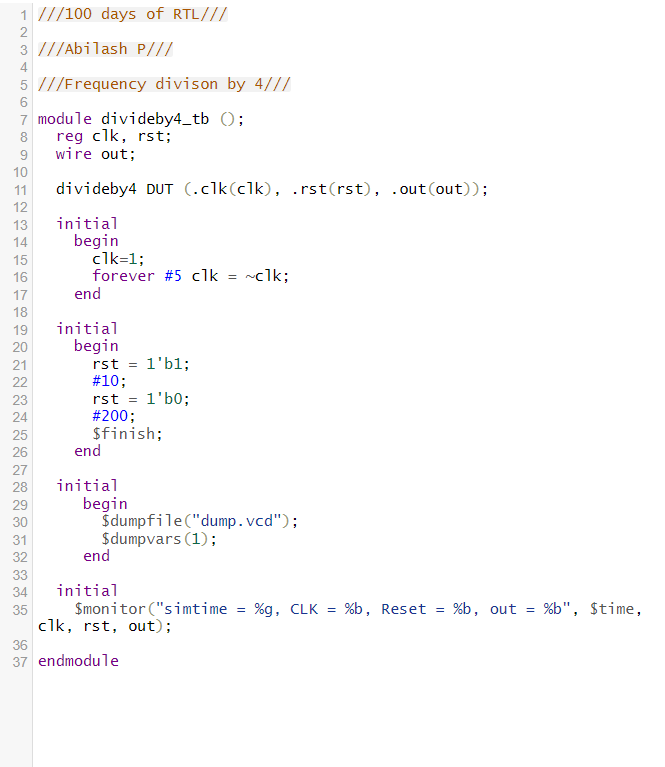 1 ///100 days of RTL///
2
3 ///Abilash P///
4
5 ///Frequency divison by 4///
6
7 module divideby4_tb ();
8   reg clk, rst;
9   wire out;
10
11   divideby4 DUT (.clk(clk), .rst(rst), .out(out));
12
13   initial
14     begin
15       clk=1;
16       forever #5 clk = ~clk;
17     end
18
19   initial
20     begin
21       rst = 1'b1;
22       #10;
23       rst = 1'b0;
24       #200;
25       $finish;
26     end
27
28   initial
29      begin
30        $dumpfile("dump.vcd");
31        $dumpvars(1);
32      end
33
34   initial
35     $monitor("simtime = %g, CLK = %b, Reset = %b, out = %b", $time,
clk, rst, out);
36
37 endmodule